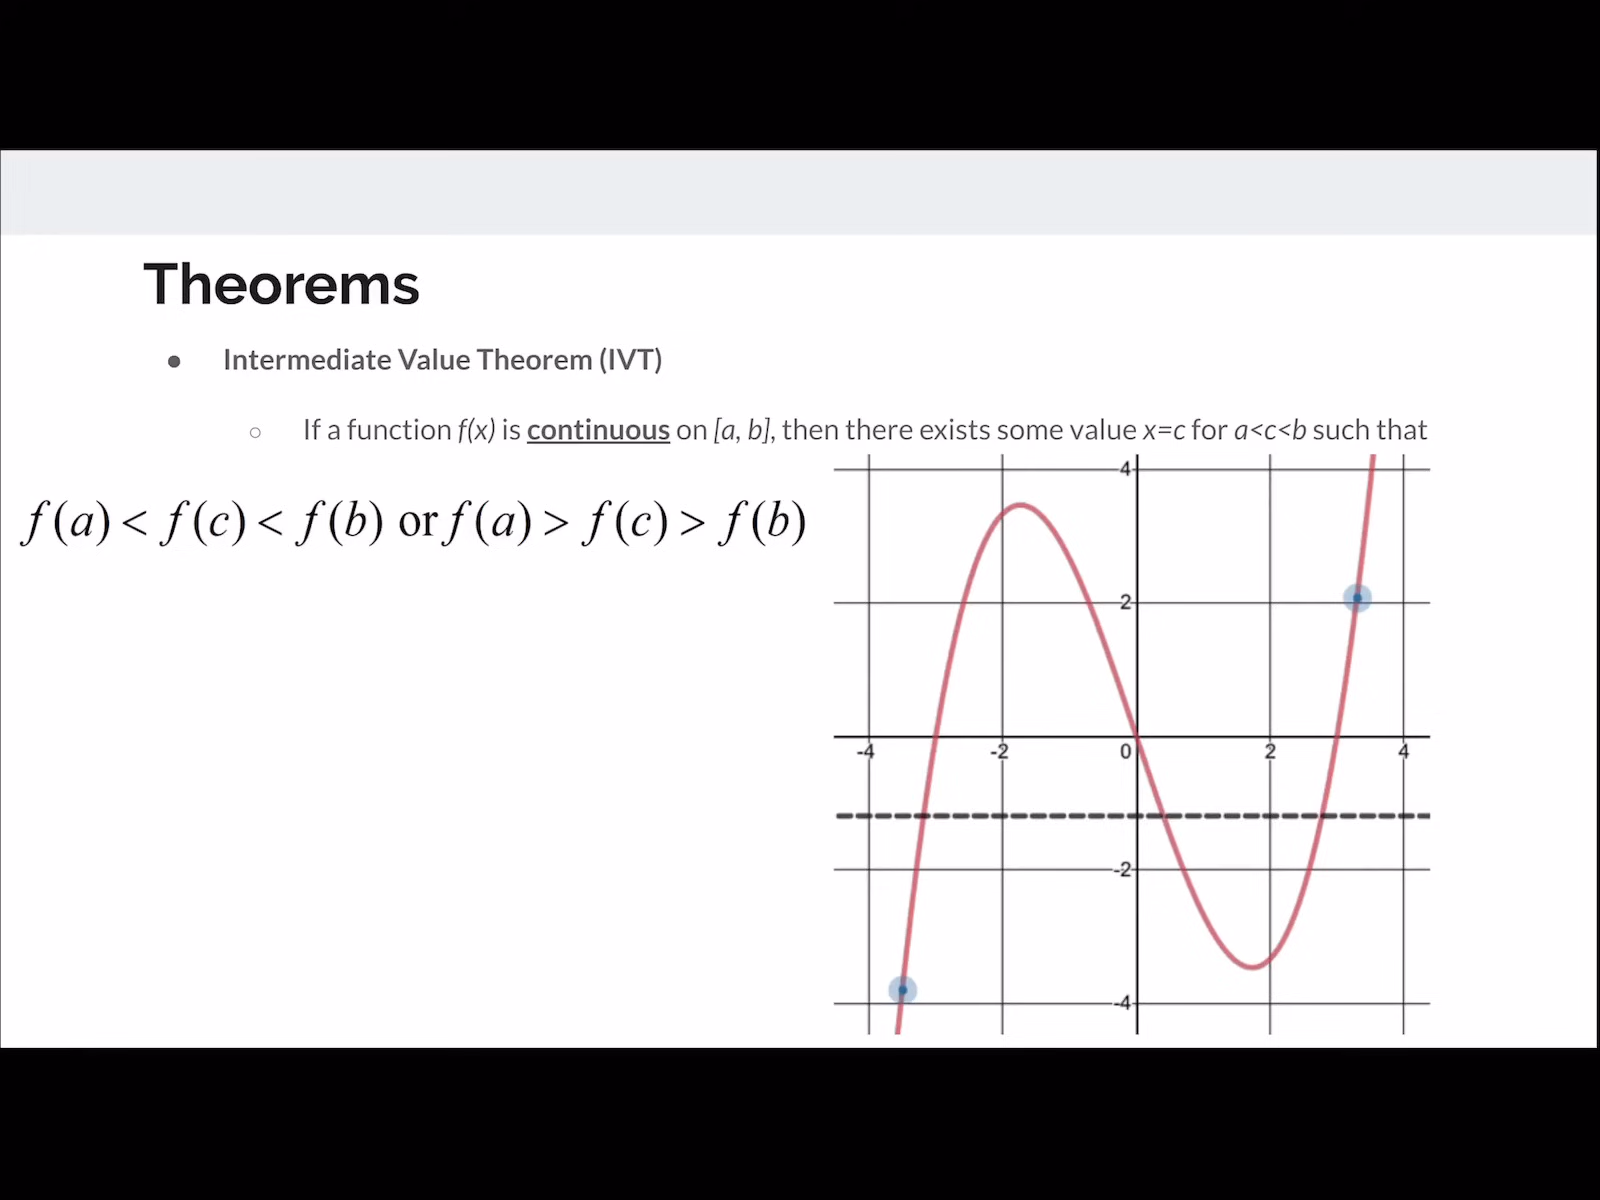 Theorems
● Intermediate Value Theorem (IVT)
○ If a function f(x) is continuous on [a, b], then there exists some value x=c for a<c<b such that
f(a) < f(c) < f(b) or f(a) > f(c) > f(b)
4
2
-4 -2 0 2 4
-2
-4